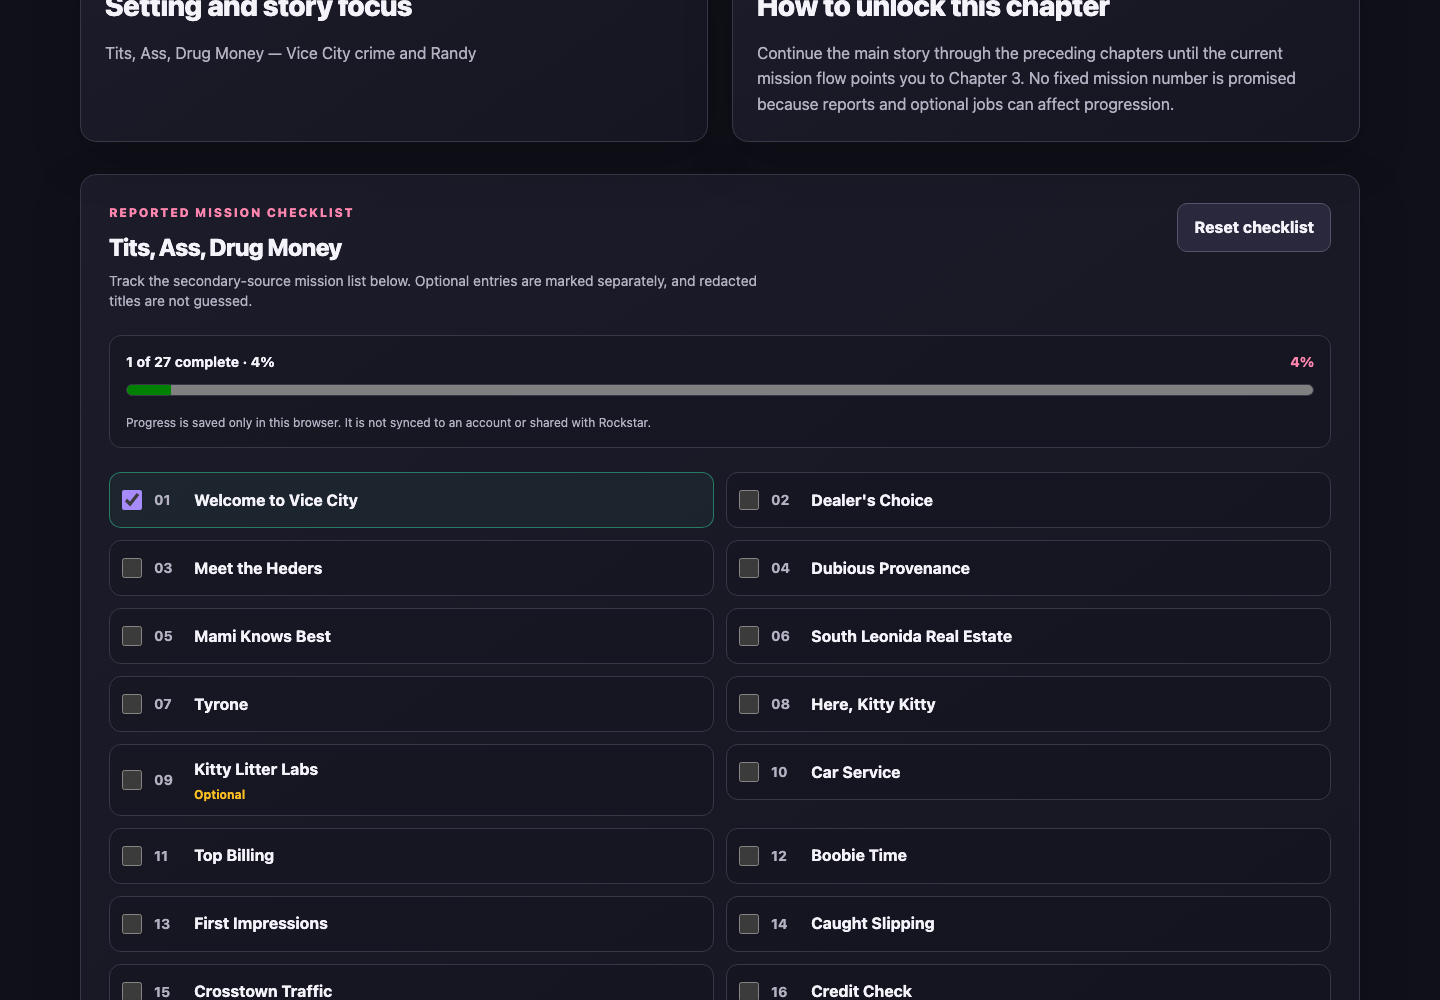 Setting and story focus
Tits, Ass, Drug Money — Vice City crime and Randy
How to unlock this chapter
Continue the main story through the preceding chapters until the current
mission flow points you to Chapter 3. No fixed mission number is promised
because reports and optional jobs can affect progression.
REPORTED MISSION CHECKLIST
Tits, Ass, Drug Money
Track the secondary-source mission list below. Optional entries are marked separately, and redacted
titles are not guessed.
Reset checklist
1 of 27 complete · 4%
4%
Progress is saved only in this browser. It is not synced to an account or shared with Rockstar.
01 Welcome to Vice City
02 Dealer's Choice
03 Meet the Heders
04 Dubious Provenance
05 Mami Knows Best
06 South Leonida Real Estate
07 Tyrone
08 Here, Kitty Kitty
09 Kitty Litter Labs
Optional
10 Car Service
11 Top Billing
12 Boobie Time
13 First Impressions
14 Caught Slipping
15 Crosstown Traffic
16 Credit Check